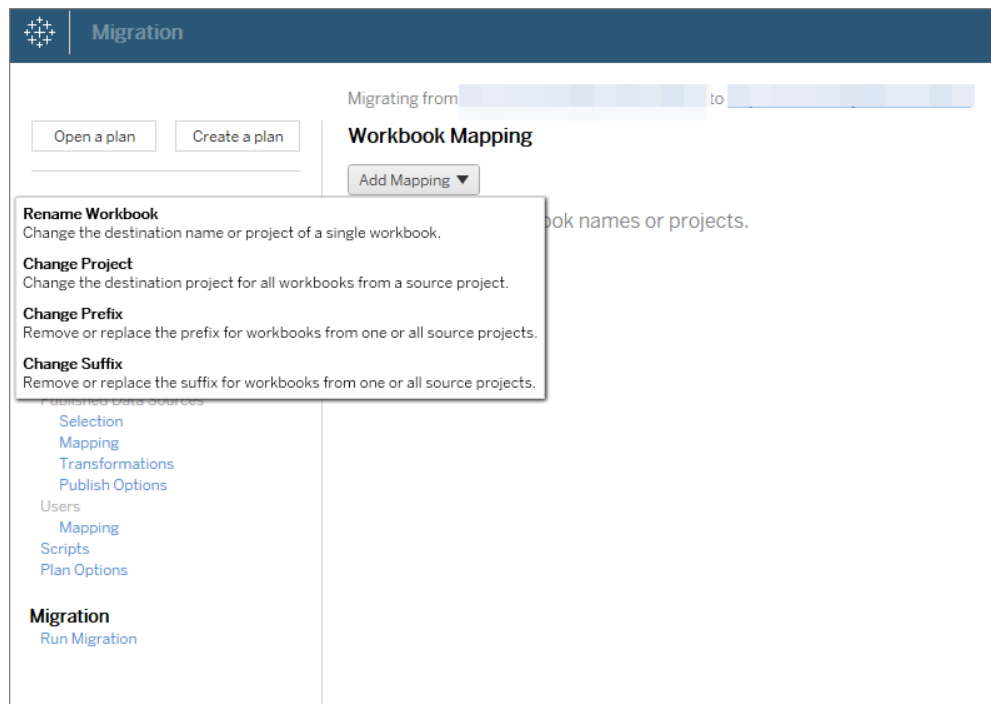 Migration
Migrating from to
Open a plan
Create a plan
Workbook Mapping
Add Mapping ▼
Rename Workbook
Change the destination name or project of a single workbook.
Change Project
Change the destination project for all workbooks from a source project.
Change Prefix
Remove or replace the prefix for workbooks from one or all source projects.
Change Suffix
Remove or replace the suffix for workbooks from one or all source projects.
names or projects.
Published Data Sources
Selection
Mapping
Transformations
Publish Options
Users
Mapping
Scripts
Plan Options
Migration
Run Migration